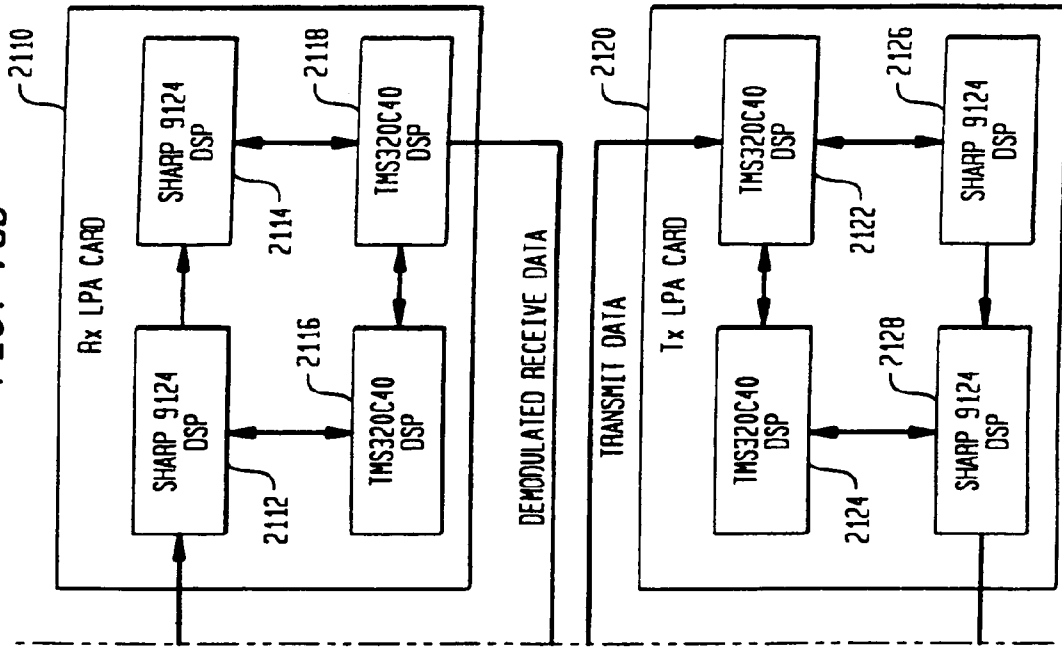 2110
Rx LPA CARD
SHARP 9124
DSP
2112
SHARP 9124
DSP
2114
TMS320C40
DSP
2116
TMS320C40
DSP
2118
DEMODULATED RECEIVE DATA
TRANSMIT DATA
2120
Tx LPA CARD
TMS320C40
DSP
2124
TMS320C40
DSP
2122
SHARP 9124
DSP
2128
SHARP 9124
DSP
2126